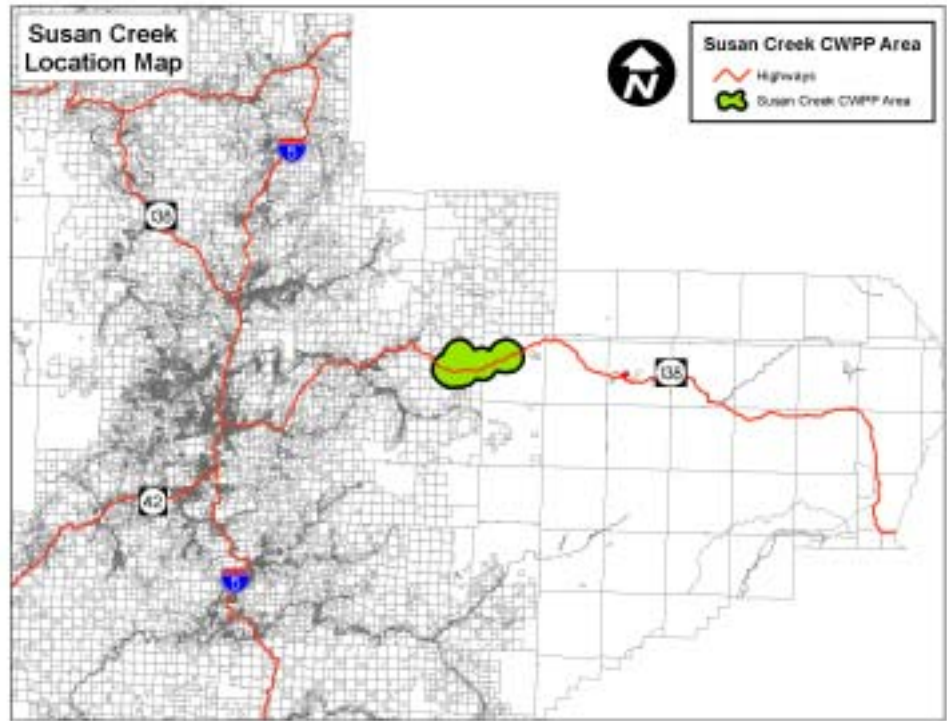 Susan Creek
Location Map
N
Susan Creek CWPP Area
Highways
Susan Creek CWPP Area
5
138
138
42
5